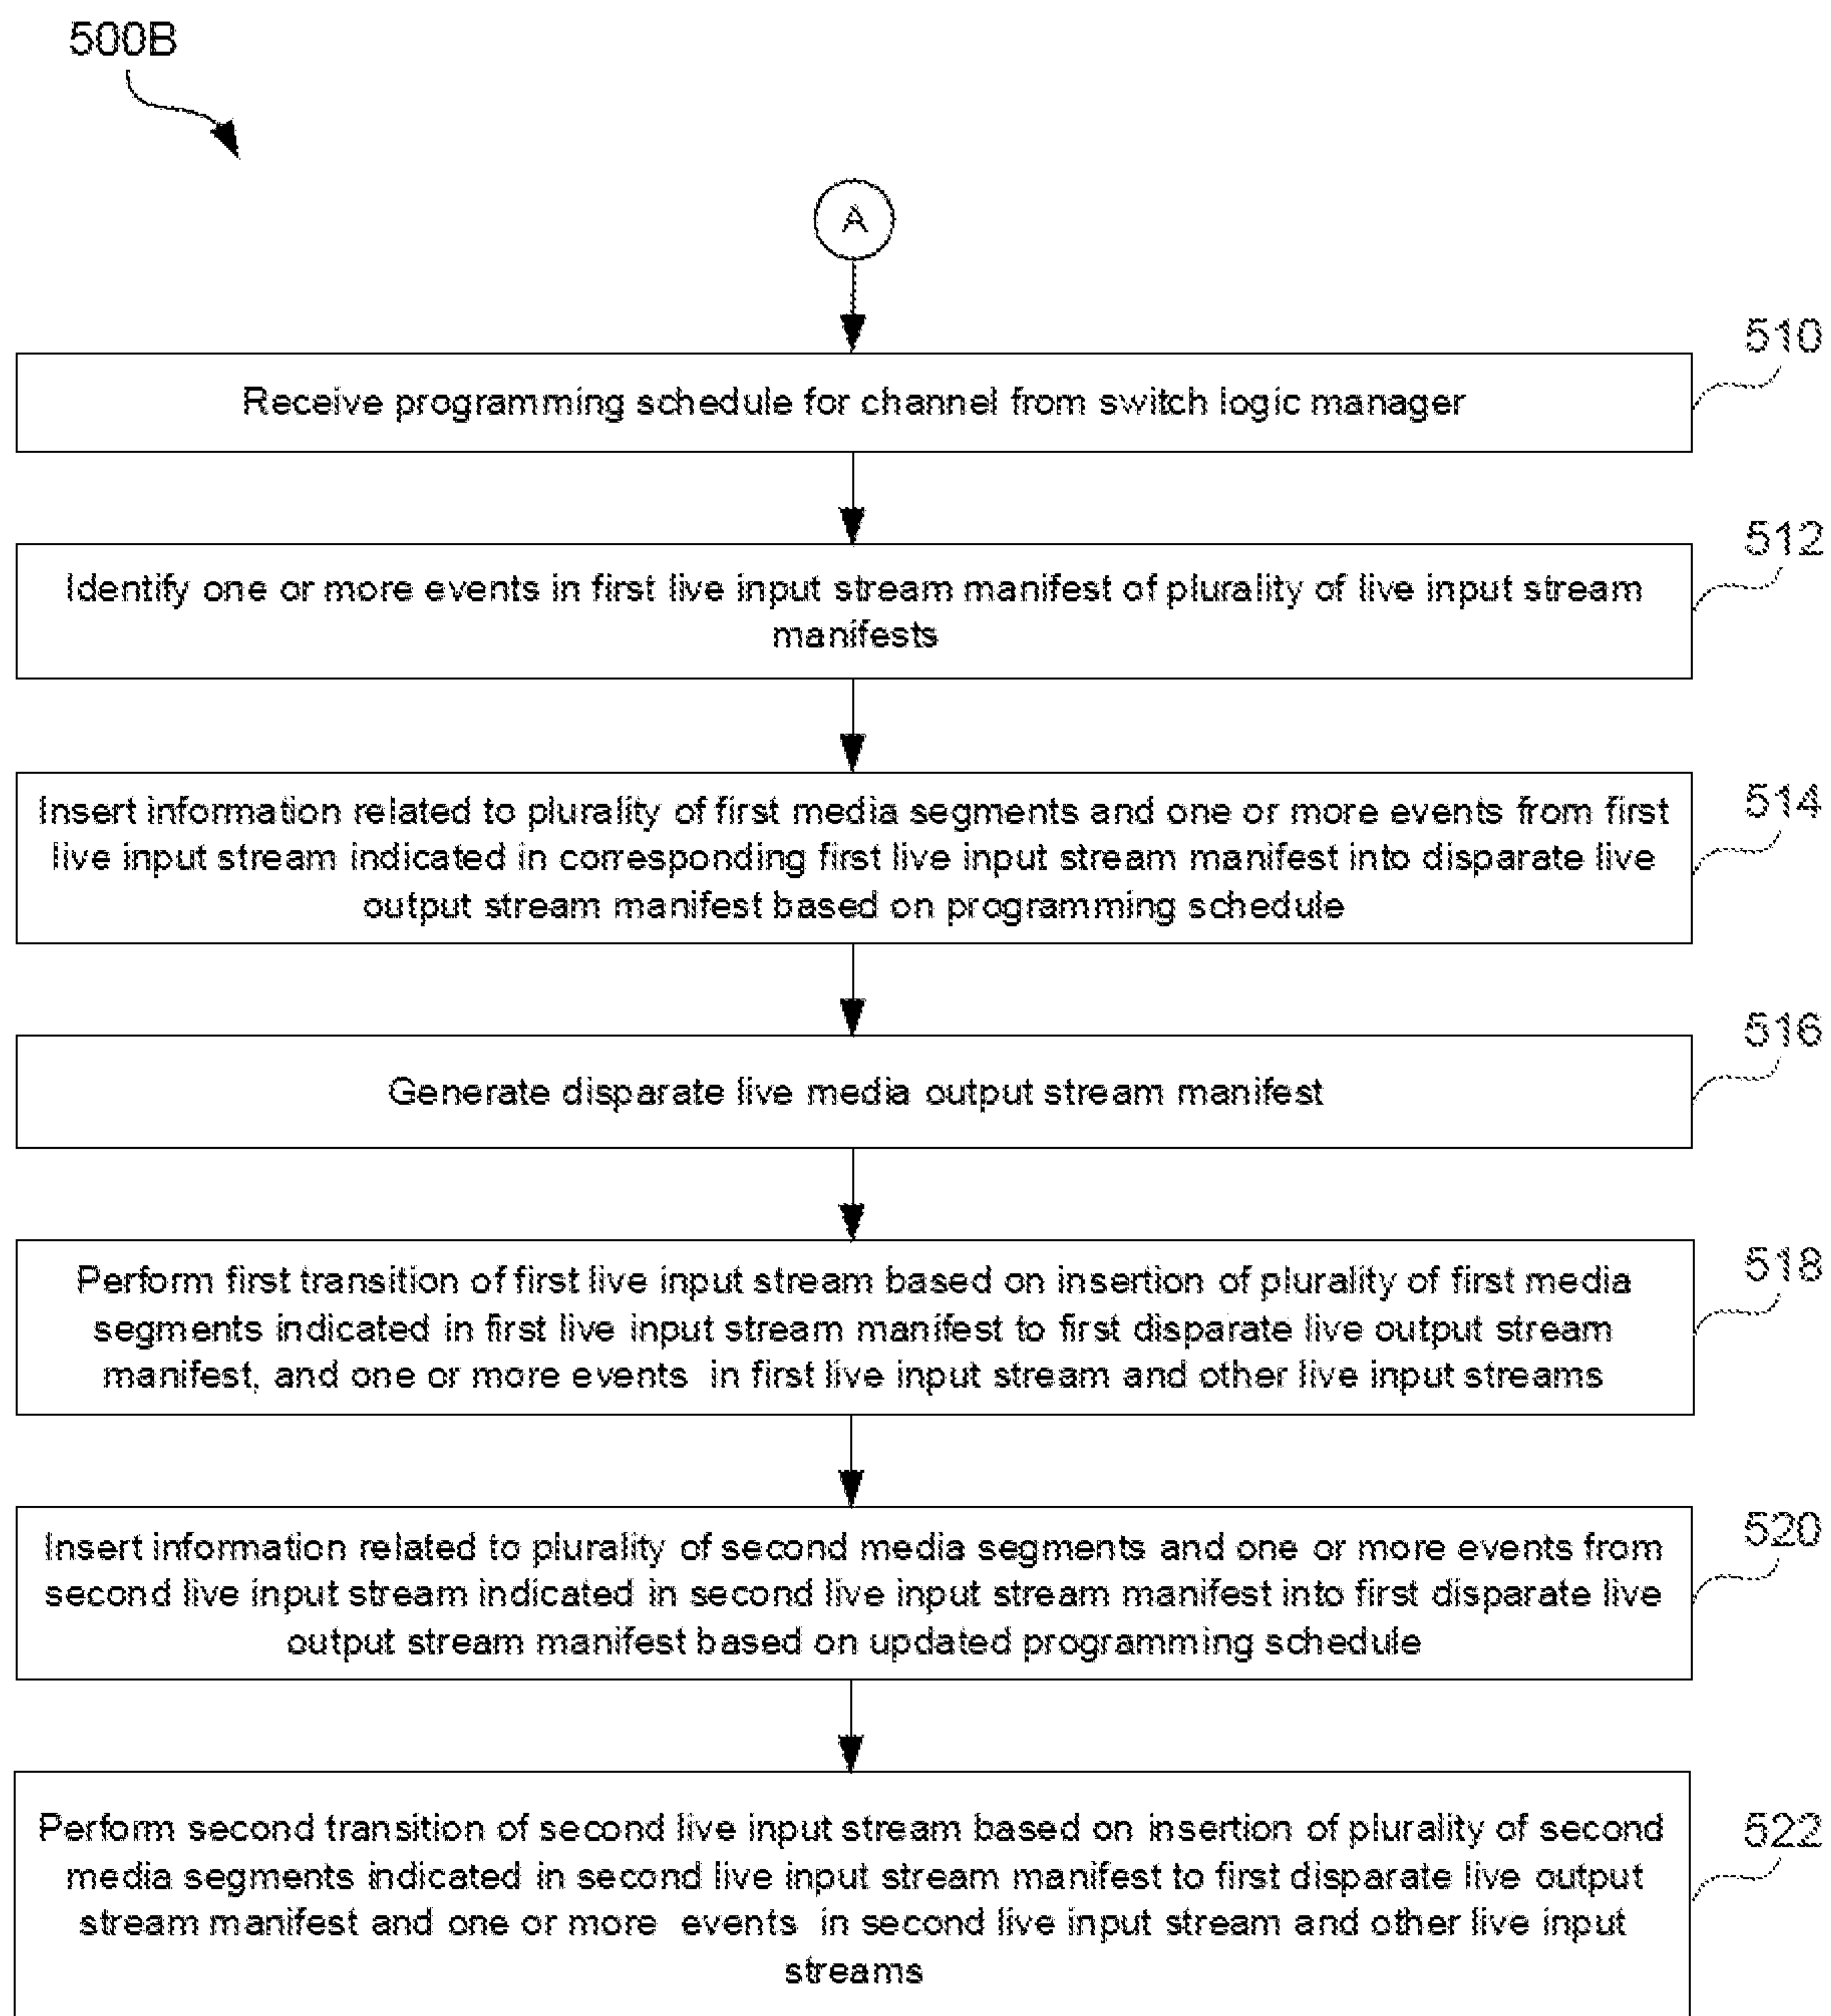 500B
A
510
Receive programming schedule for channel from switch logic manager
512
Identify one or more events in first live input stream manifest of plurality of live input stream
manifests
514
Insert information related to plurality of first media segments and one or more events from first
live input stream indicated in corresponding first live input stream manifest into disparate live
output stream manifest based on programming schedule
516
Generate disparate live media output stream manifest
518
Perform first transition of first live input stream based on insertion of plurality of first media
segments indicated in first live input stream manifest to first disparate live output stream
manifest, and one or more events in first live input stream and other live input streams
520
Insert information related to plurality of second media segments and one or more events from
second live input stream indicated in second live input stream manifest into first disparate live
output stream manifest based on updated programming schedule
522
Perform second transition of second live input stream based on insertion of plurality of second
media segments indicated in second live input stream manifest to first disparate live output
stream manifest and one or more events in second live input stream and other live input
streams